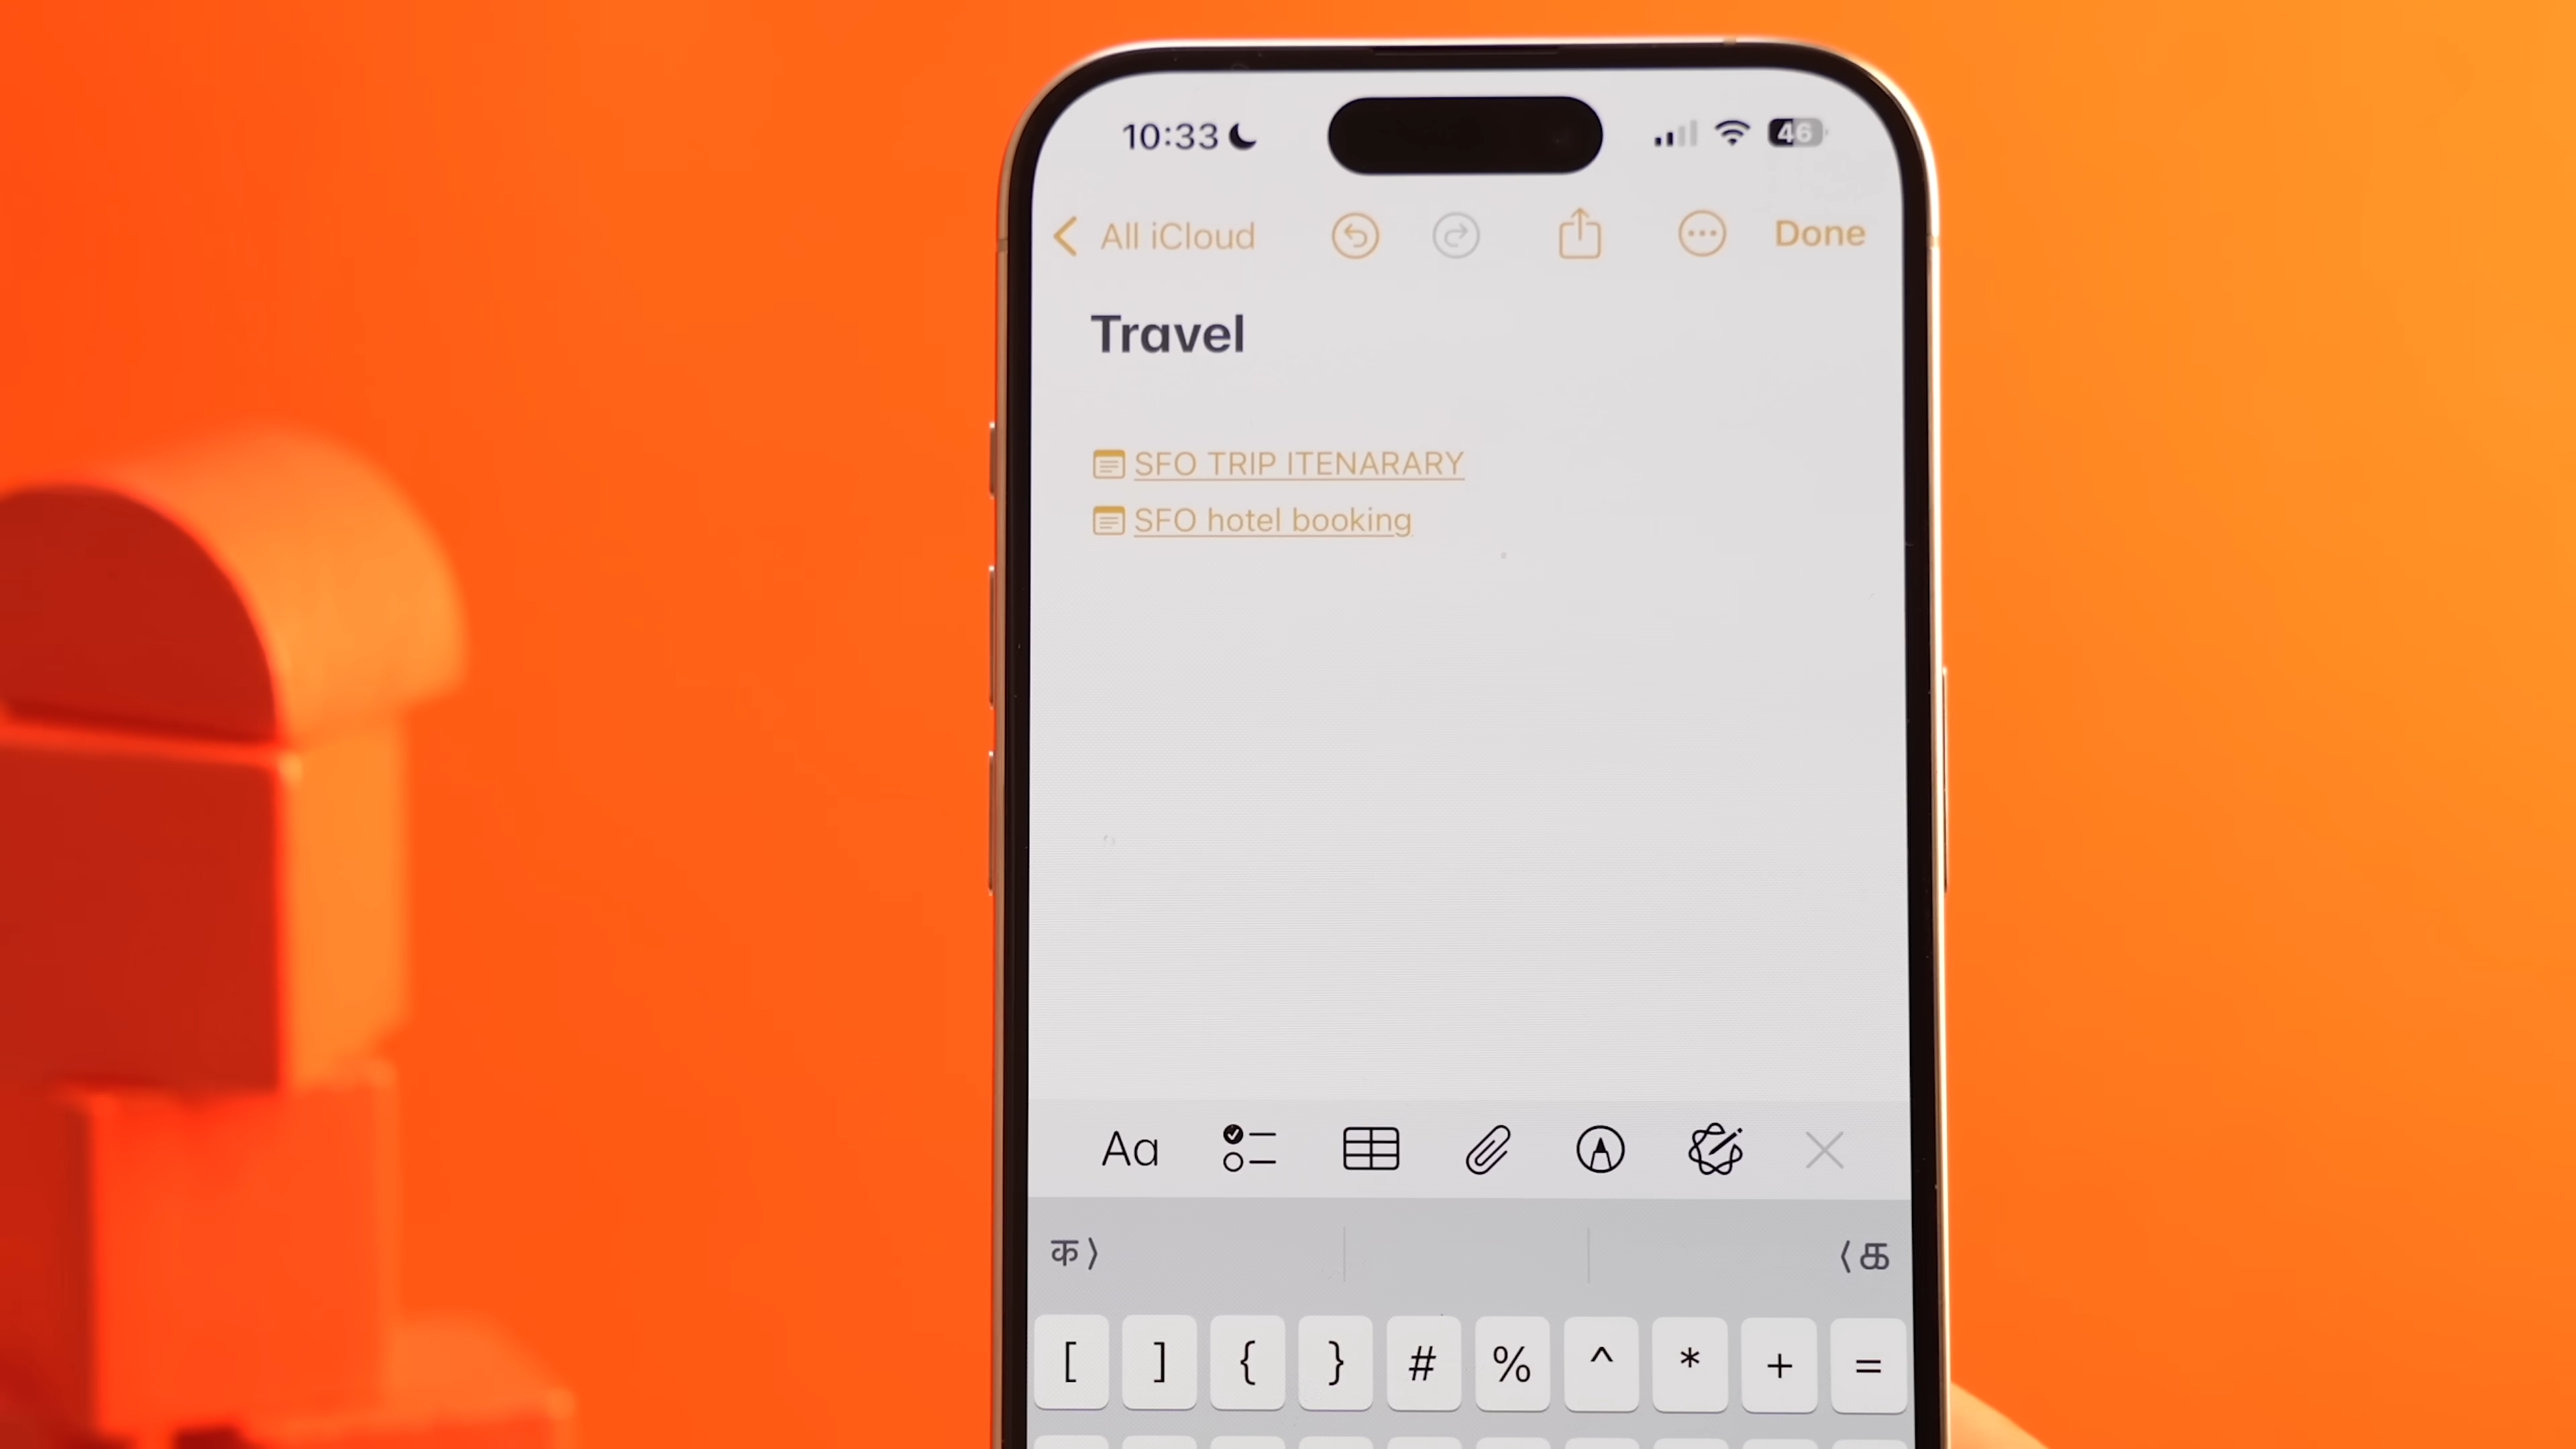 10:33 46
All iCloud Done
Travel
SFO TRIP ITENARARY
SFO hotel booking
Aa
क〉 〈க
[ ] { } # % ^ * + =